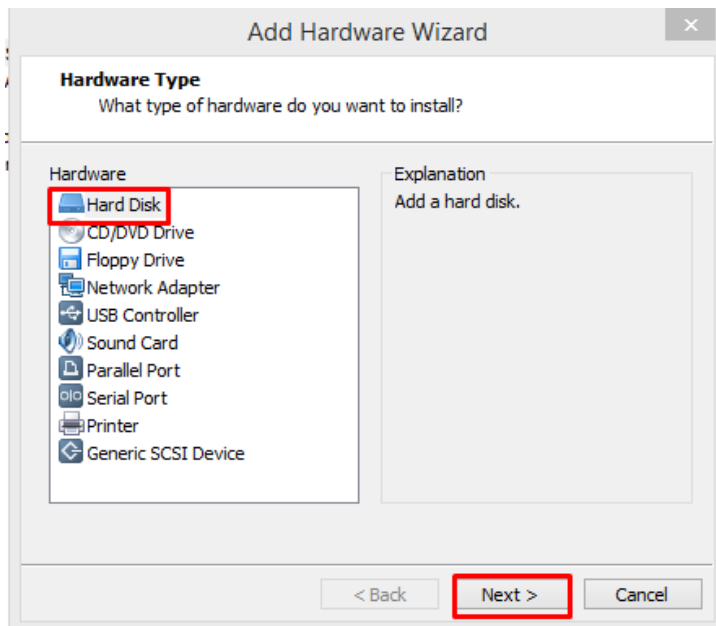 Add Hardware Wizard
Hardware Type
What type of hardware do you want to install?
Hardware
Hard Disk
CD/DVD Drive
Floppy Drive
Network Adapter
USB Controller
Sound Card
Parallel Port
Serial Port
Printer
Generic SCSI Device
Explanation
Add a hard disk.
< Back
Next >
Cancel